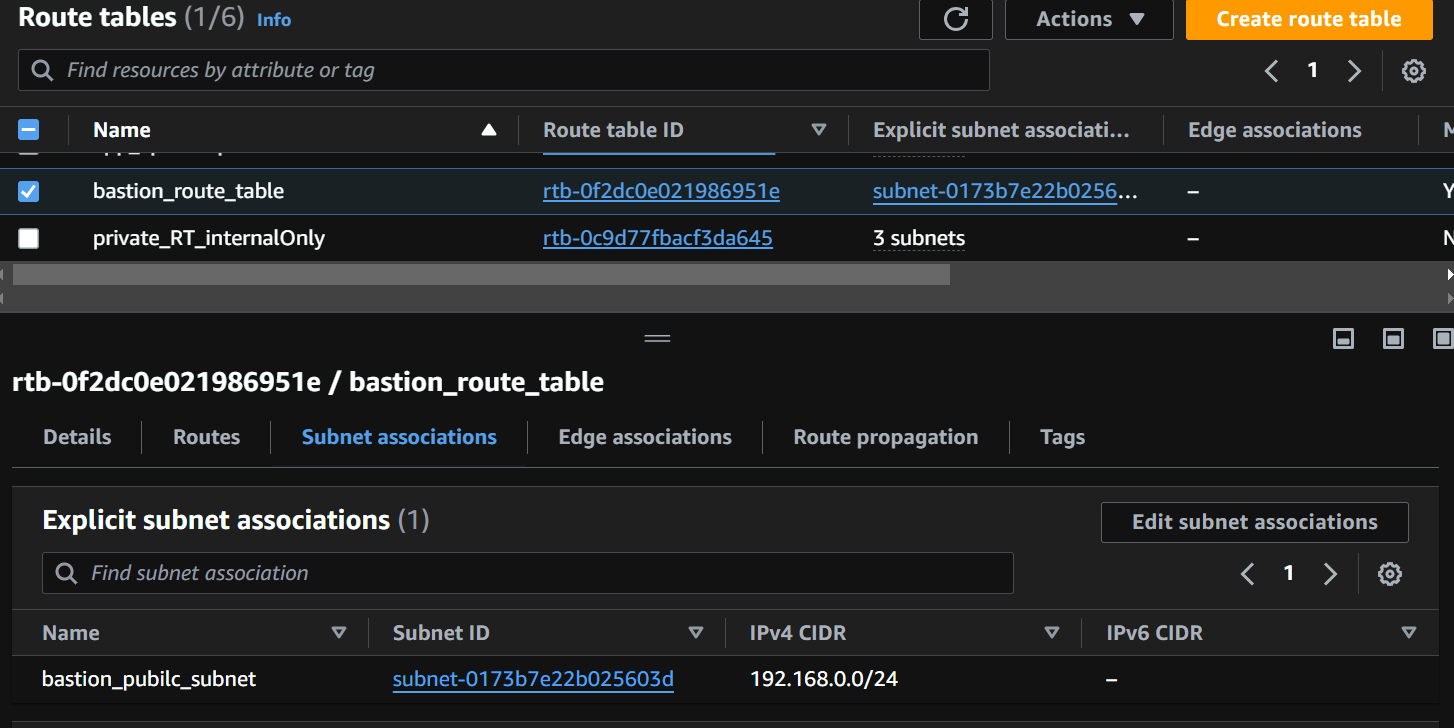 Route tables (1/6) Info
Actions
Create route table
Find resources by attribute or tag
1
Name
Route table ID
Explicit subnet associati...
Edge associations
bastion_route_table
rtb-0f2dc0e021986951e
subnet-0173b7e22b0256...
–
private_RT_internalOnly
rtb-0c9d77fbacf3da645
3 subnets
–
rtb-0f2dc0e021986951e / bastion_route_table
Details
Routes
Subnet associations
Edge associations
Route propagation
Tags
Explicit subnet associations (1)
Edit subnet associations
Find subnet association
1
Name
Subnet ID
IPv4 CIDR
IPv6 CIDR
bastion_pubilc_subnet
subnet-0173b7e22b025603d
192.168.0.0/24
–